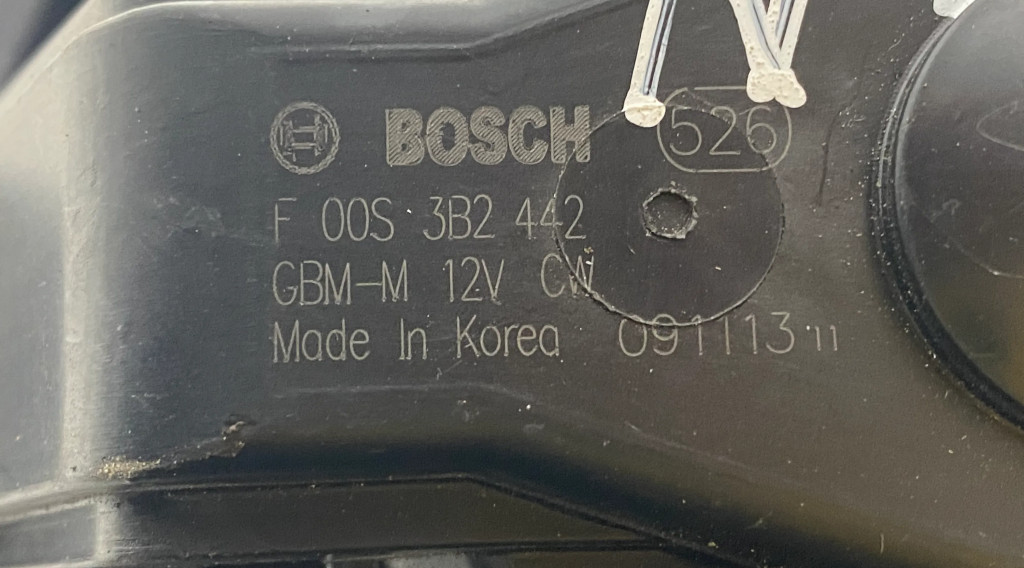 BOSCH 526
F 00S 3B2 442
GBM-M 12V CW
Made In Korea 091113 11